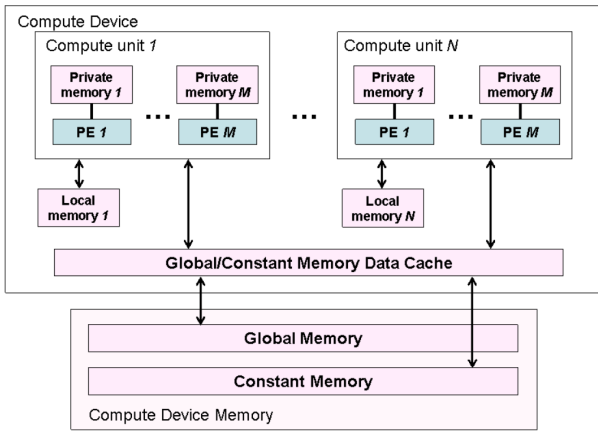 Compute Device
Compute unit 1
Compute unit N
Private
memory 1
Private
memory M
Private
memory 1
Private
memory M
...
...
...
PE 1
PE M
PE 1
PE M
Local
memory 1
Local
memory N
Global/Constant Memory Data Cache
Global Memory
Constant Memory
Compute Device Memory